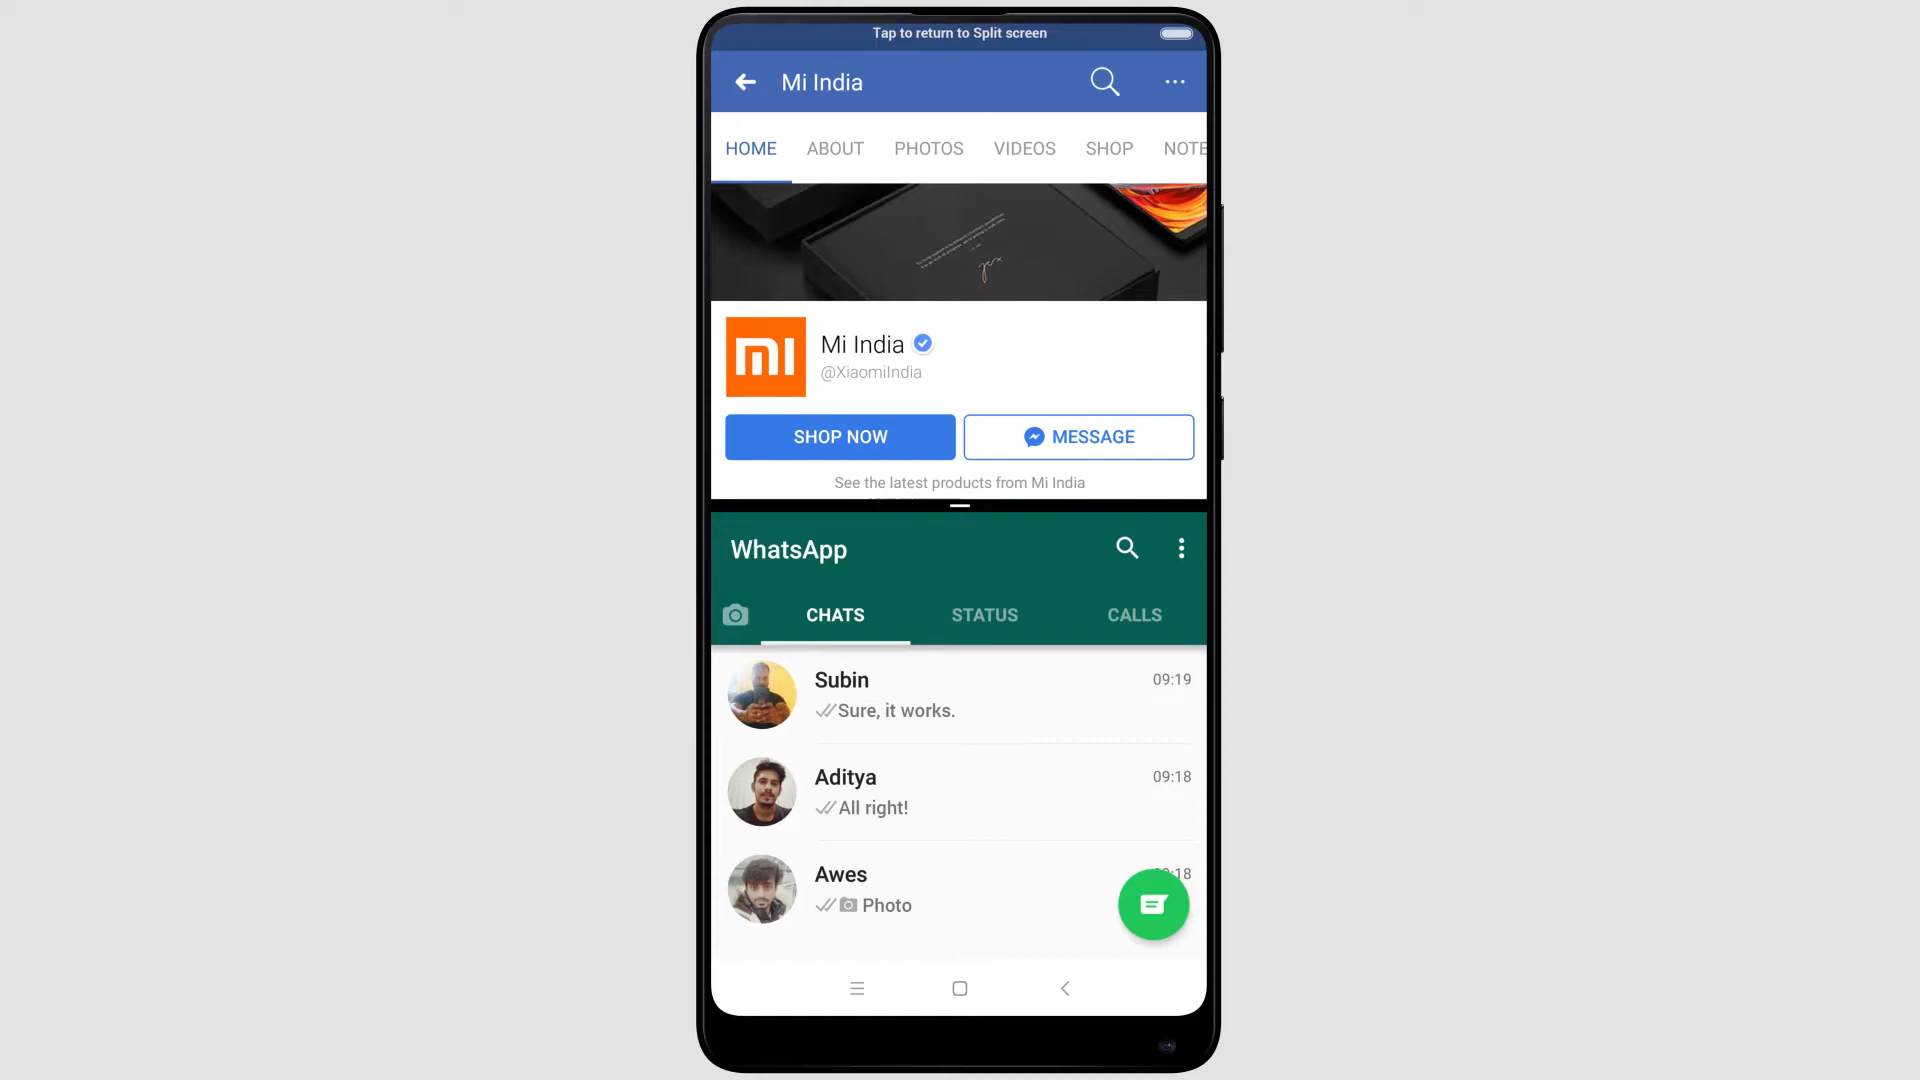 Tap to return to Split screen
Mi India
HOME ABOUT PHOTOS VIDEOS SHOP NOTE
Mi India
@XiaomiIndia
SHOP NOW MESSAGE
See the latest products from Mi India
WhatsApp
CHATS STATUS CALLS
Subin 09:19
Sure, it works.
Aditya 09:18
All right!
Awes :18
Photo